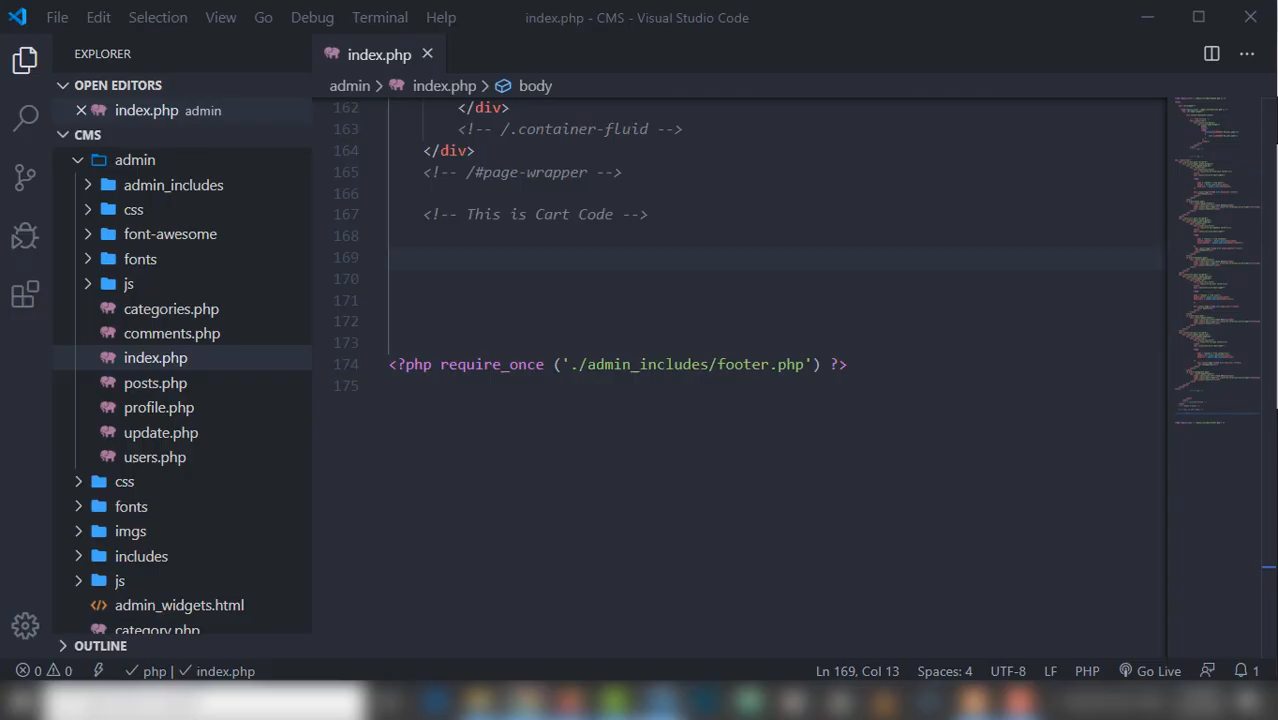 File Edit Selection View Go Debug Terminal Help index.php - CMS - Visual Studio Code
EXPLORER
OPEN EDITORS
index.php admin
CMS
admin
admin_includes
css
font-awesome
fonts
js
categories.php
comments.php
index.php
posts.php
profile.php
update.php
users.php
css
fonts
imgs
includes
js
admin_widgets.html
category.php
OUTLINE
index.php
admin index.php body
162 </div>
163 <!-- /.container-fluid -->
164 </div>
165 <!-- /#page-wrapper -->
166
167 <!-- This is Cart Code -->
168
169
170
171
172
173
174 <?php require_once ('./admin_includes/footer.php') ?>
175
0 0 php | index.php Ln 169, Col 13 Spaces: 4 UTF-8 LF PHP Go Live 1